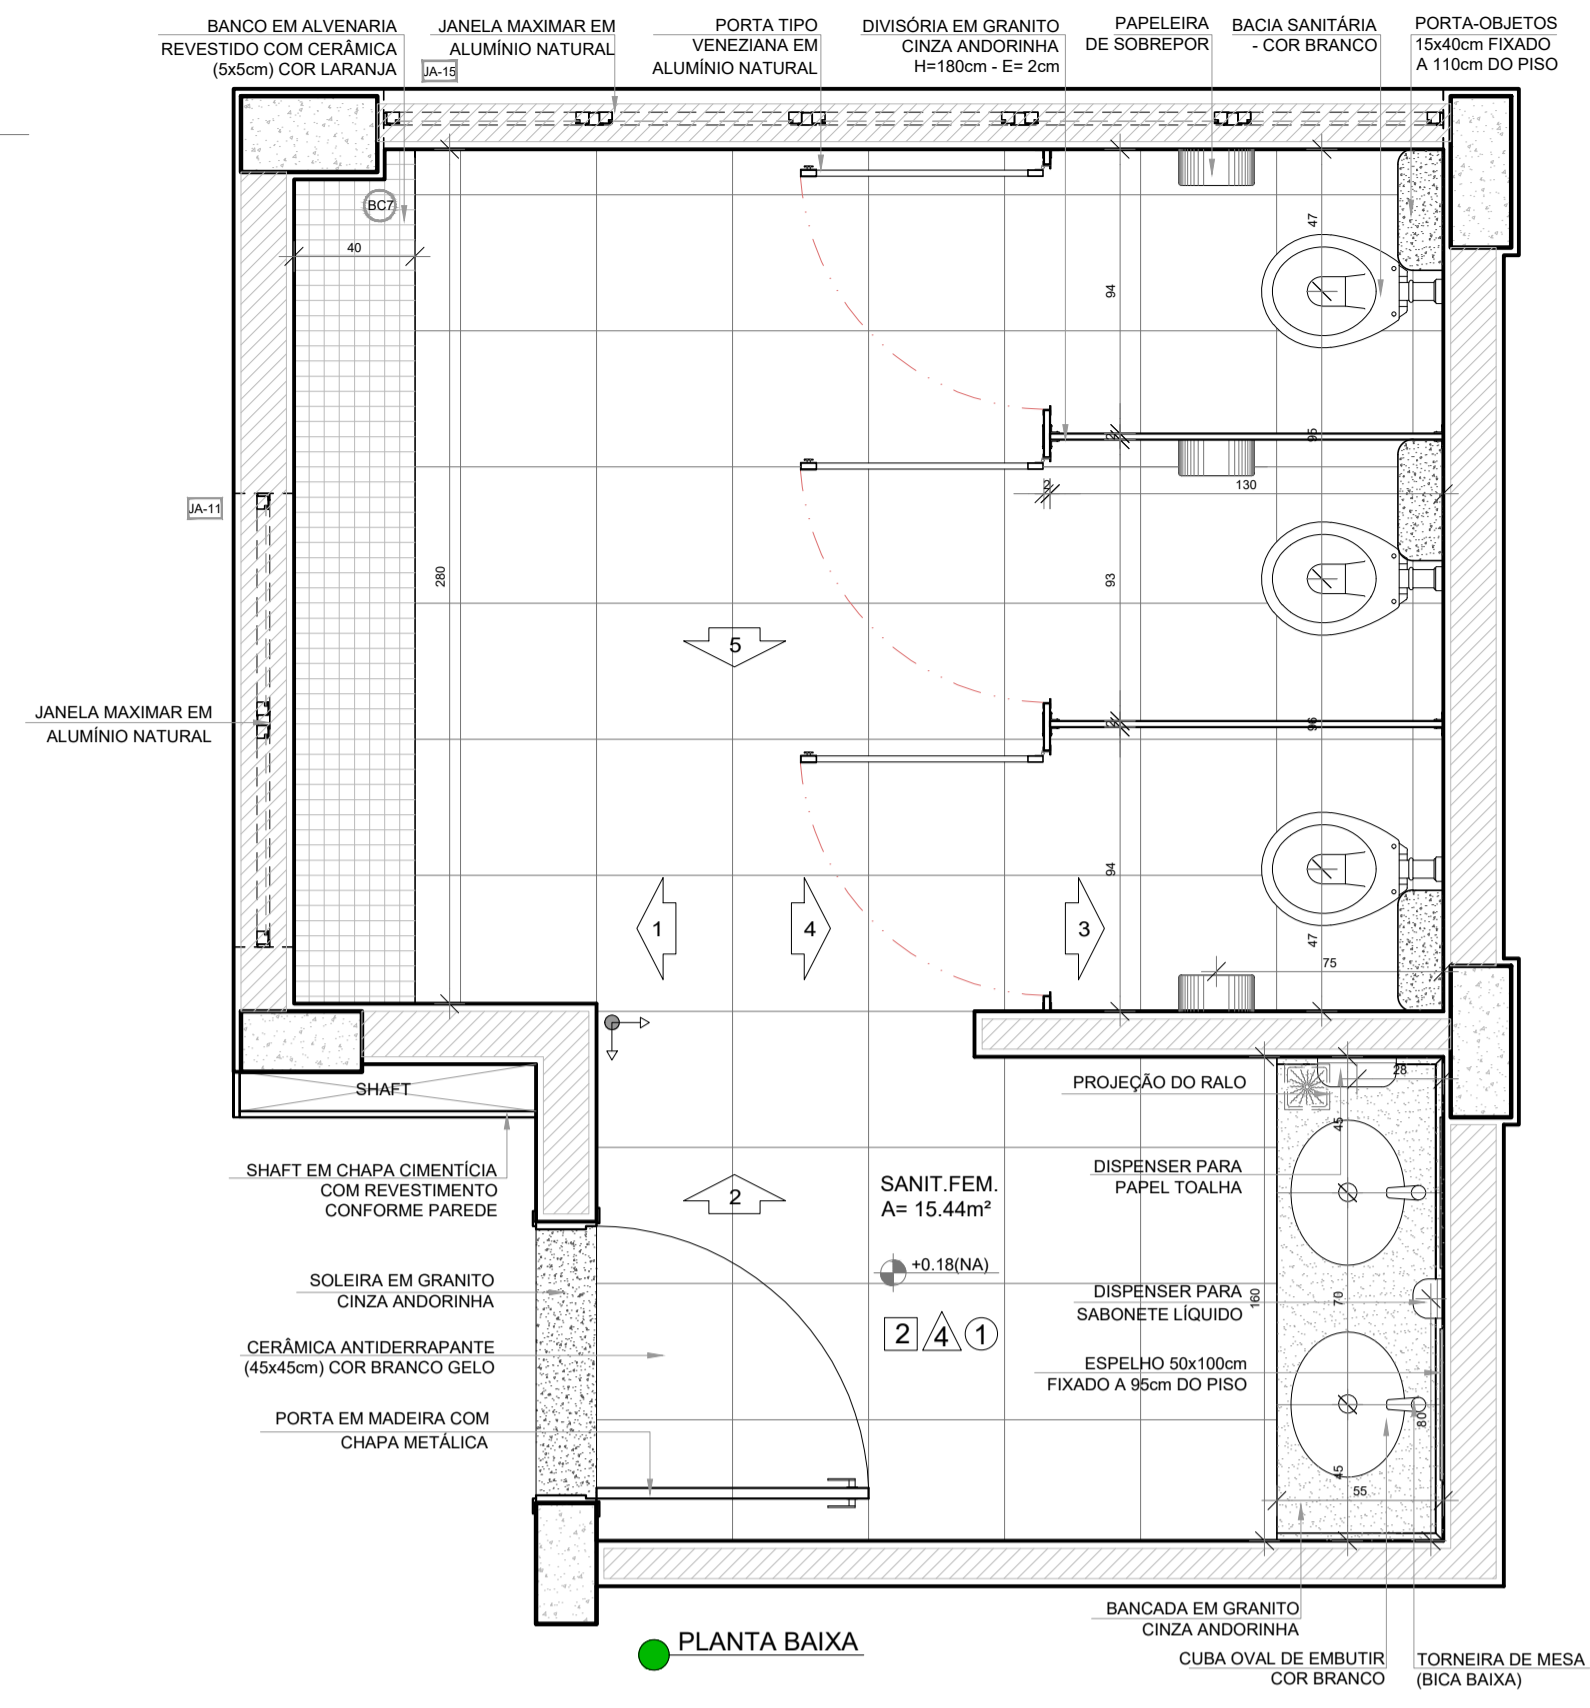 BANCO EM ALVENARIA
REVESTIDO COM CERÂMICA
(5x5cm) COR LARANJA
JANELA MAXIMAR EM
ALUMÍNIO NATURAL
PORTA TIPO
VENEZIANA EM
ALUMÍNIO NATURAL
DIVISÓRIA EM GRANITO
CINZA ANDORINHA
H=180cm - E= 2cm
PAPELEIRA
DE SOBREPOR
BACIA SANITÁRIA
- COR BRANCO
PORTA-OBJETOS
15x40cm FIXADO
A 110cm DO PISO
JA-15
BC7
40
47
94
2
95
2
130
JA-11
280
93
5
JANELA MAXIMAR EM
ALUMÍNIO NATURAL
2
96
94
1
4
3
47
75
SHAFT
PROJEÇÃO DO RALO
28
45
SHAFT EM CHAPA CIMENTÍCIA
COM REVESTIMENTO
CONFORME PAREDE
2
SANIT.FEM.
A= 15.44m²
DISPENSER PARA
PAPEL TOALHA
+0.18(NA)
SOLEIRA EM GRANITO
CINZA ANDORINHA
DISPENSER PARA
SABONETE LÍQUIDO
160
70
2
4
1
CERÂMICA ANTIDERRAPANTE
(45x45cm) COR BRANCO GELO
ESPELHO 50x100cm
FIXADO A 95cm DO PISO
PORTA EM MADEIRA COM
CHAPA METÁLICA
80
45
55
BANCADA EM GRANITO
CINZA ANDORINHA
PLANTA BAIXA
CUBA OVAL DE EMBUTIR
COR BRANCO
TORNEIRA DE MESA
(BICA BAIXA)